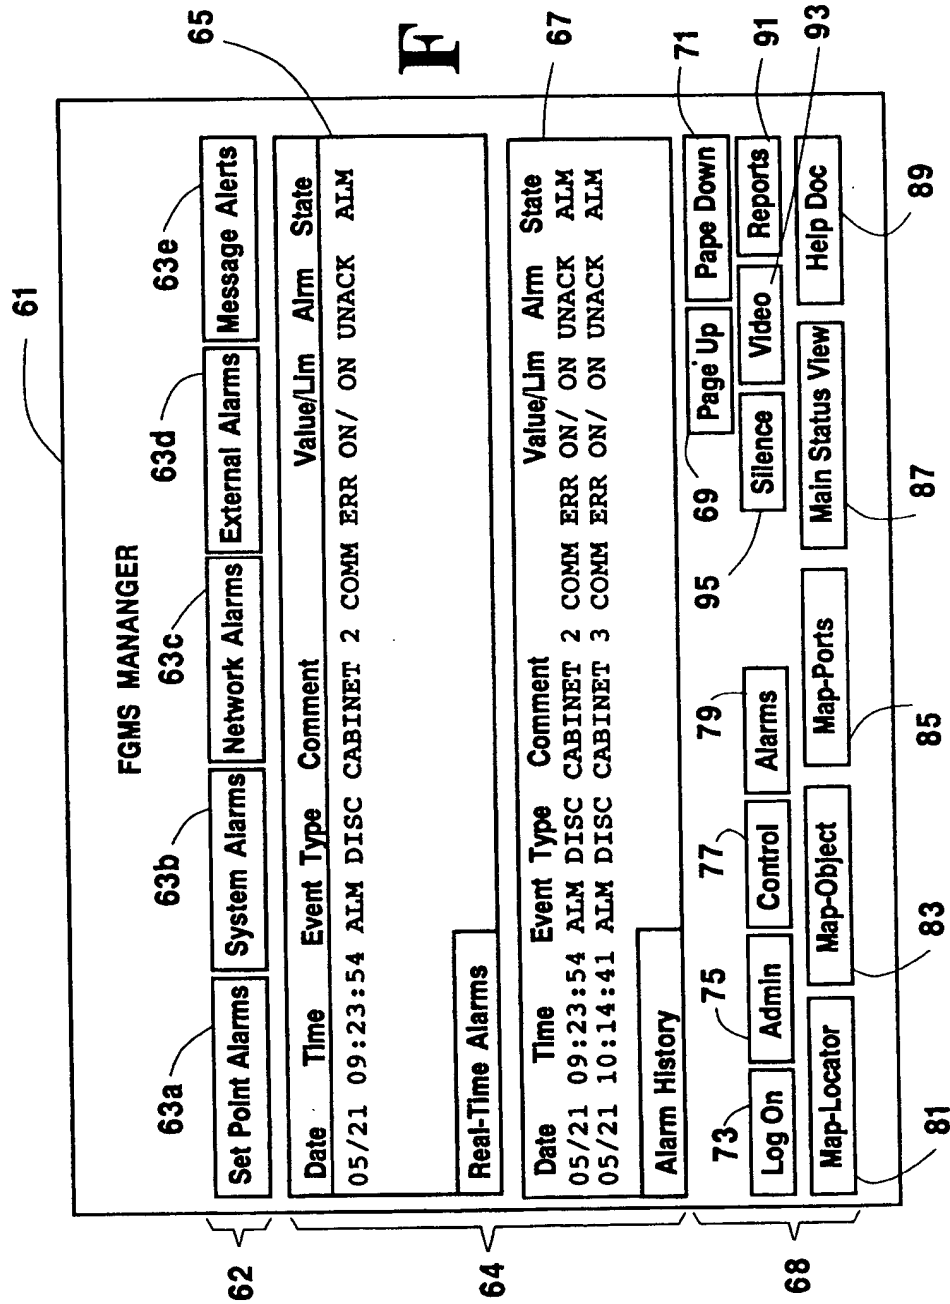 61
FGMS MANANGER
63a 63b 63c 63d 63e
62
Set Point Alarms System Alarms Network Alarms External Alarms Message Alerts
65
64
Date Time Event Type Comment Value/Lim Alrm State
05/21 09:23:54 ALM DISC CABINET 2 COMM ERR ON/ ON UNACK ALM
Real-Time Alarms
F
67
Date Time Event Type Comment Value/Lim Alrm State
05/21 09:23:54 ALM DISC CABINET 2 COMM ERR ON/ ON UNACK ALM
05/21 10:14:41 ALM DISC CABINET 3 COMM ERR ON/ ON UNACK ALM
Alarm History
68
69 Page Up Pape Down 71
73 75 77 79 95
Log On Admin Control Alarms Silence Video Reports
91
93
Map-Locator Map-Object Map-Ports Main Status View Help Doc
81 83 85 87 89